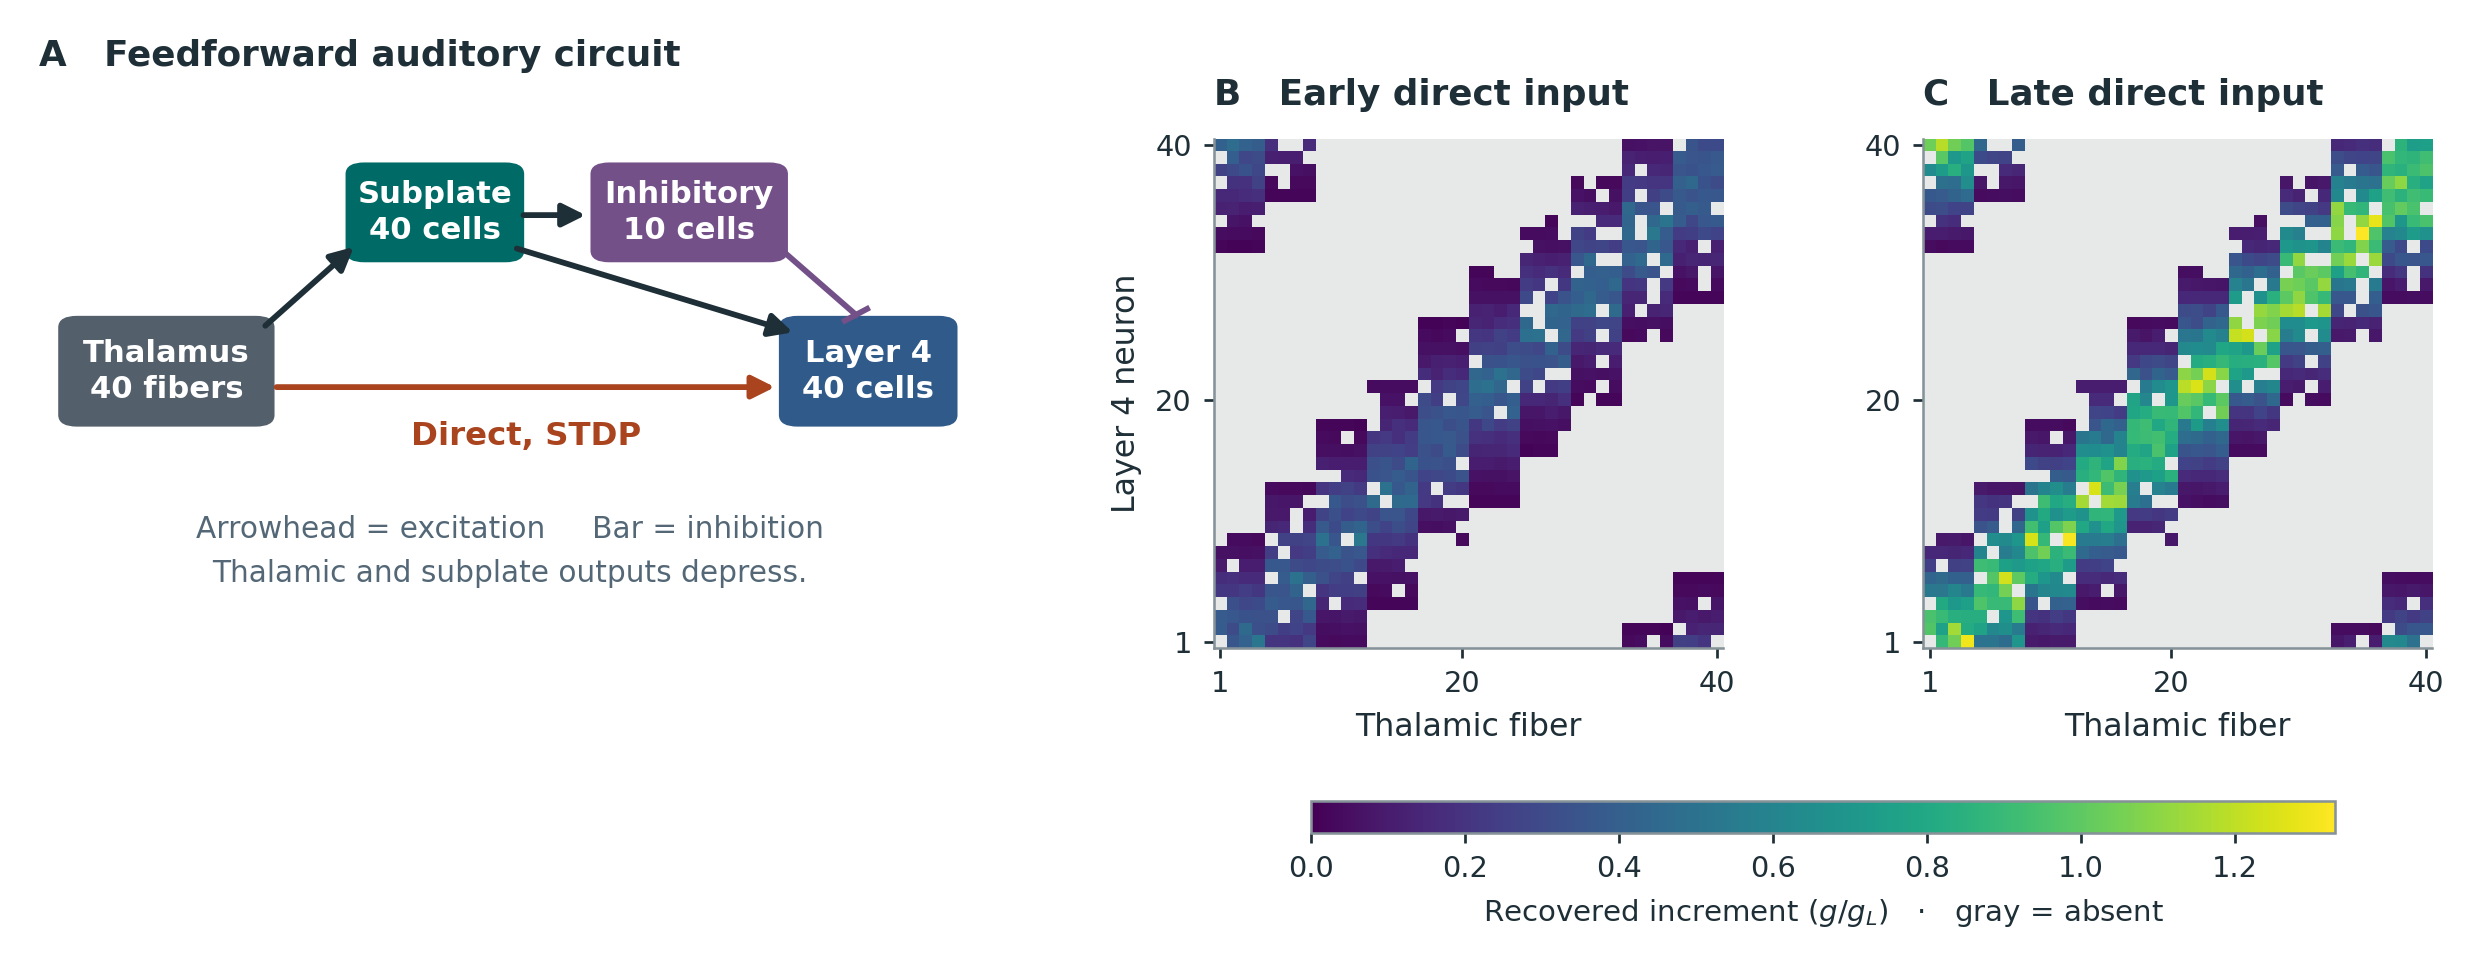 A Feedforward auditory circuit
Subplate
40 cells
Inhibitory
10 cells
Thalamus
40 fibers
Layer 4
40 cells
Direct, STDP
Arrowhead = excitation Bar = inhibition
Thalamic and subplate outputs depress.
B Early direct input
Layer 4 neuron
40
20
1
1 20 40
Thalamic fiber
C Late direct input
40
20
1
1 20 40
Thalamic fiber
0.0 0.2 0.4 0.6 0.8 1.0 1.2
Recovered increment (g/g_L) · gray = absent